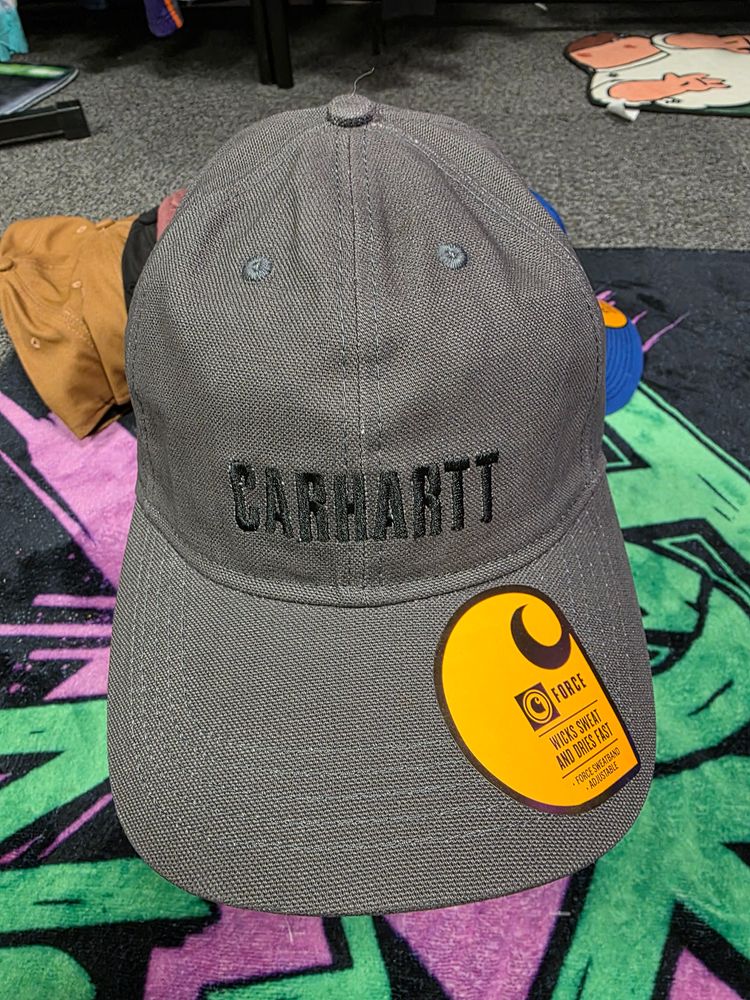 CARHARTT
C FORCE
WICKS SWEAT
AND DRIES FAST
· FORCE SWEATBAND
· ADJUSTABLE